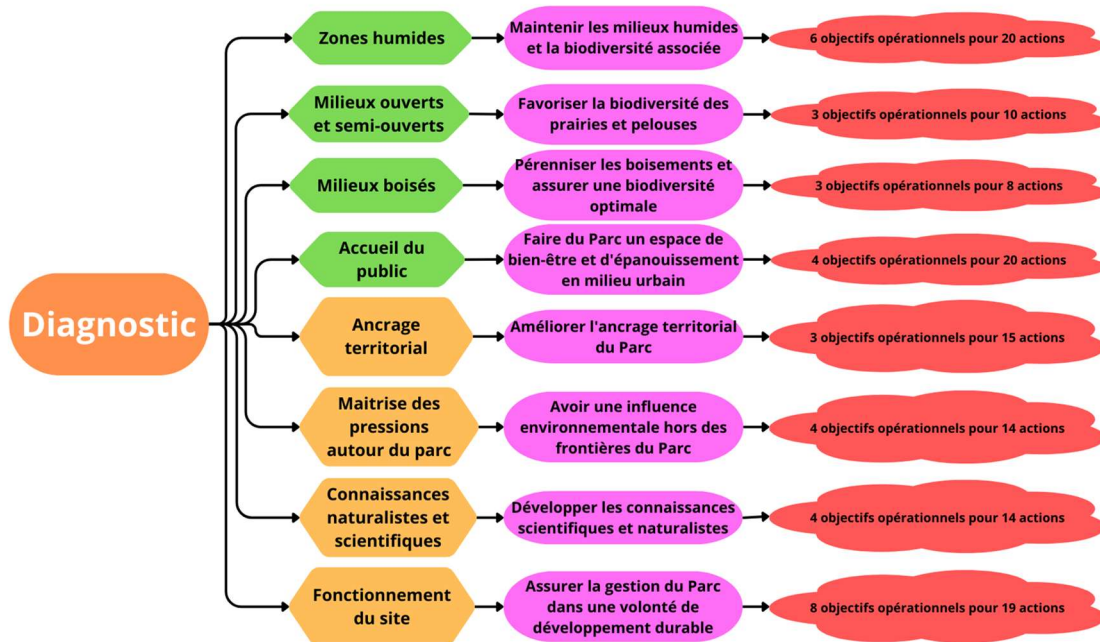 Diagnostic
Zones humides
Maintenir les milieux humides
et la biodiversité associée
6 objectifs opérationnels pour 20 actions
Milieux ouverts
et semi-ouverts
Favoriser la biodiversité des
prairies et pelouses
3 objectifs opérationnels pour 10 actions
Milieux boisés
Pérenniser les boisements et
assurer une biodiversité
optimale
3 objectifs opérationnels pour 8 actions
Accueil du
public
Faire du Parc un espace de
bien-être et d'épanouissement
en milieu urbain
4 objectifs opérationnels pour 20 actions
Ancrage
territorial
Améliorer l'ancrage territorial
du Parc
3 objectifs opérationnels pour 15 actions
Maitrise des
pressions
autour du parc
Avoir une influence
environnementale hors des
frontières du Parc
4 objectifs opérationnels pour 14 actions
Connaissances
naturalistes et
scientifiques
Développer les connaissances
scientifiques et naturalistes
4 objectifs opérationnels pour 14 actions
Fonctionnement
du site
Assurer la gestion du Parc
dans une volonté de
développement durable
8 objectifs opérationnels pour 19 actions